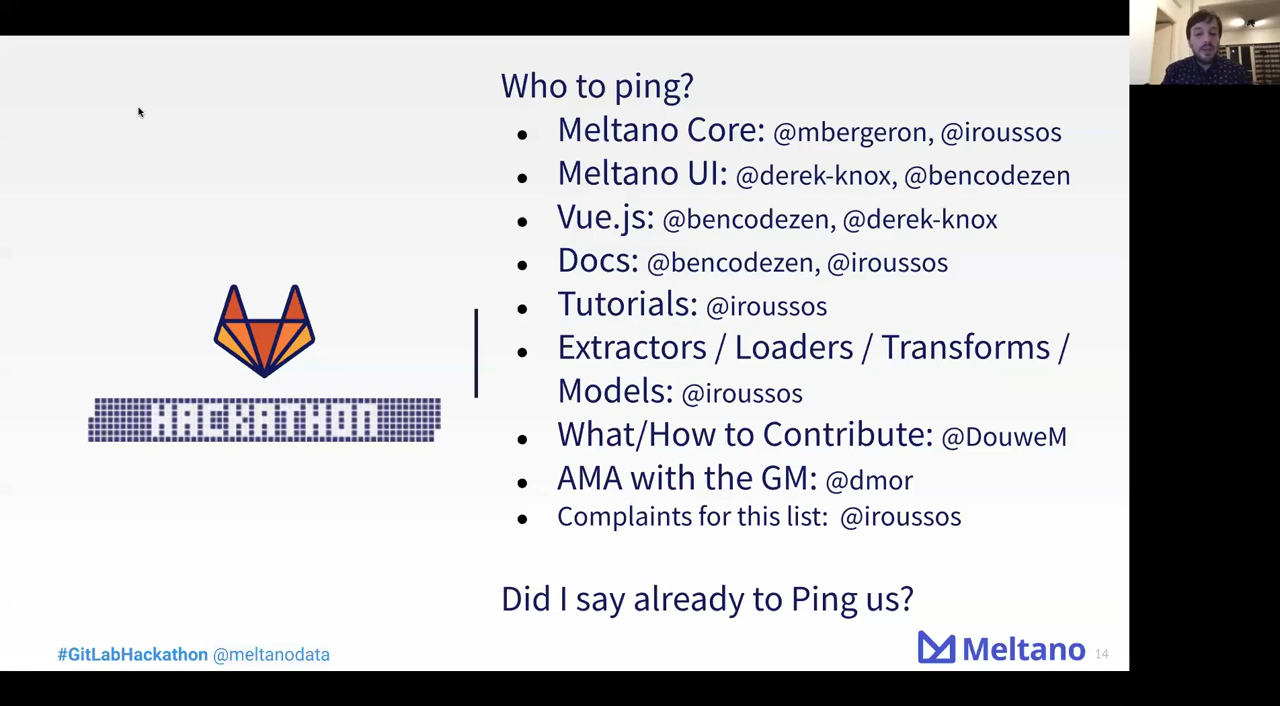 Who to ping?
● Meltano Core: @mbergeron, @iroussos
● Meltano UI: @derek-knox, @bencodezen
● Vue.js: @bencodezen, @derek-knox
● Docs: @bencodezen, @iroussos
● Tutorials: @iroussos
● Extractors / Loaders / Transforms /
Models: @iroussos
● What/How to Contribute: @DouweM
● AMA with the GM: @dmor
● Complaints for this list: @iroussos
Did I say already to Ping us?
HACKATHON
#GitLabHackathon @meltanodata
Meltano 14